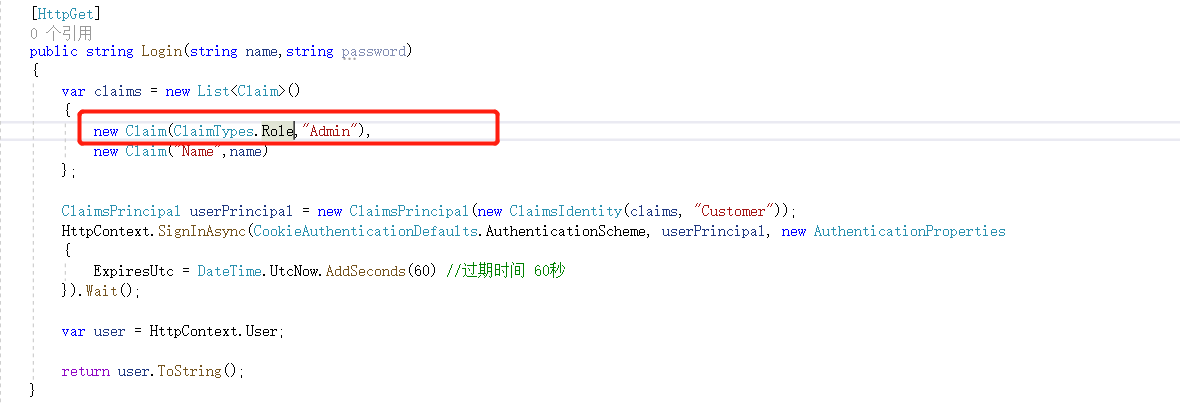 [HttpGet]
0 个引用
public string Login(string name,string password)
{
var claims = new List<Claim>()
{
new Claim(ClaimTypes.Role,"Admin"),
new Claim("Name",name)
};
ClaimsPrincipal userPrincipal = new ClaimsPrincipal(new ClaimsIdentity(claims, "Customer"));
HttpContext.SignInAsync(CookieAuthenticationDefaults.AuthenticationScheme, userPrincipal, new AuthenticationProperties
{
ExpiresUtc = DateTime.UtcNow.AddSeconds(60) //过期时间 60秒
}).Wait();
var user = HttpContext.User;
return user.ToString();
}